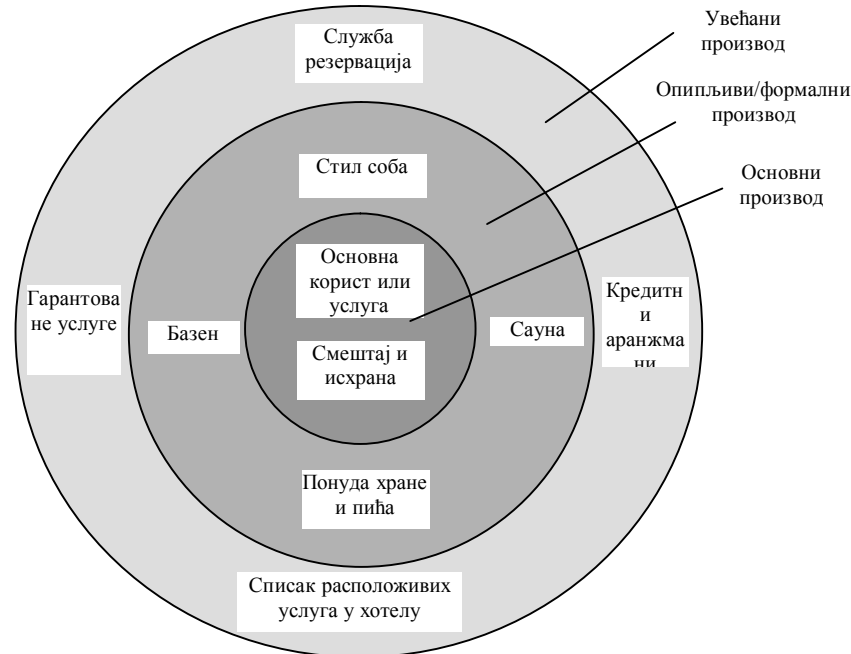 Служба
резервација
Увећани
производ
Опипљиви/формални
производ
Стил соба
Основни
производ
Основна
корист или
услуга
Гарантова
не услуге
Кредитн
и
аранжма
ни
Базен
Сауна
Смештај и
исхрана
Понуда хране
и пића
Списак расположивих
услуга у хотелу